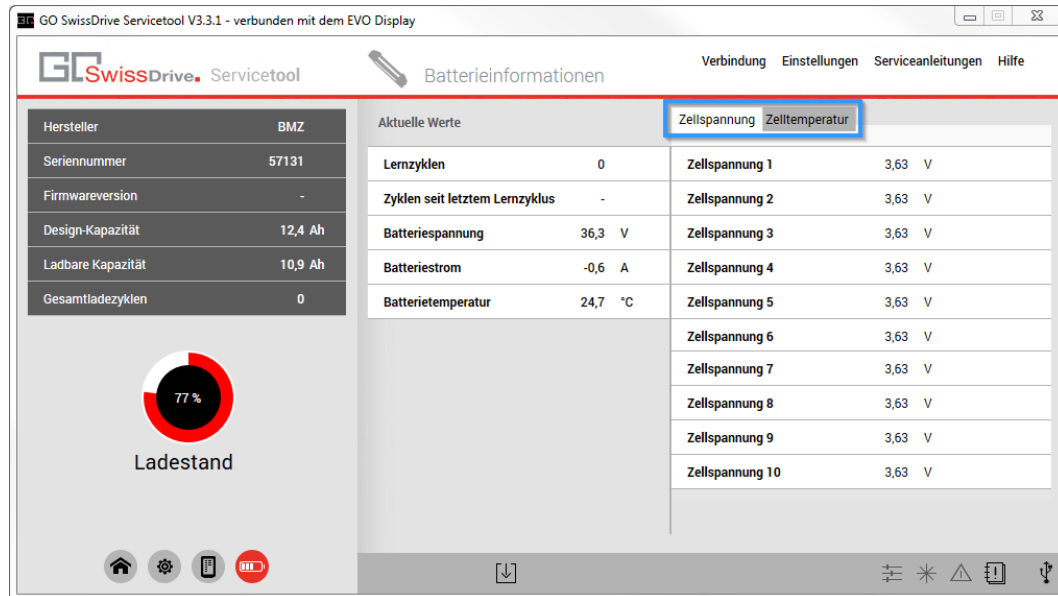 GO SwissDrive Servicetool V3.3.1 - verbunden mit dem EVO Display
GO SwissDrive. Servicetool
Batterieinformationen
Verbindung Einstellungen Serviceanleitungen Hilfe
Hersteller BMZ
Seriennummer 57131
Firmwareversion -
Design-Kapazität 12,4 Ah
Ladbare Kapazität 10,9 Ah
Gesamtladezyklen 0
77 %
Ladestand
Aktuelle Werte
Lernzyklen 0
Zyklen seit letztem Lernzyklus -
Batteriespannung 36,3 V
Batteriestrom -0,6 A
Batterietemperatur 24,7 °C
Zellspannung Zelltemperatur
Zellspannung 1 3,63 V
Zellspannung 2 3,63 V
Zellspannung 3 3,63 V
Zellspannung 4 3,63 V
Zellspannung 5 3,63 V
Zellspannung 6 3,63 V
Zellspannung 7 3,63 V
Zellspannung 8 3,63 V
Zellspannung 9 3,63 V
Zellspannung 10 3,63 V